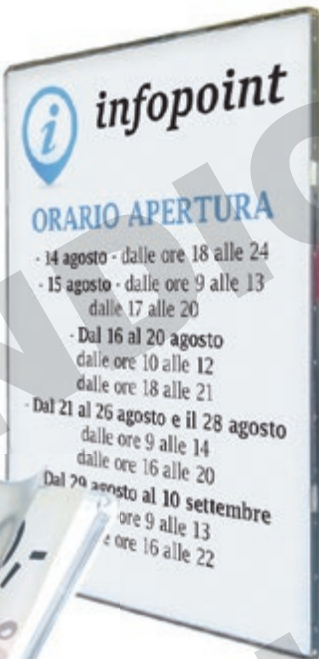 i infopoint
ORARIO APERTURA
- 14 agosto - dalle ore 18 alle 24
- 15 agosto - dalle ore 9 alle 13
dalle 17 alle 20
- Dal 16 al 20 agosto
dalle ore 10 alle 12
dalle ore 18 alle 21
- Dal 21 al 26 agosto e il 28 agosto
dalle ore 9 alle 14
dalle ore 16 alle 20
Dal 29 agosto al 10 settembre
ore 9 alle 13
ore 16 alle 22